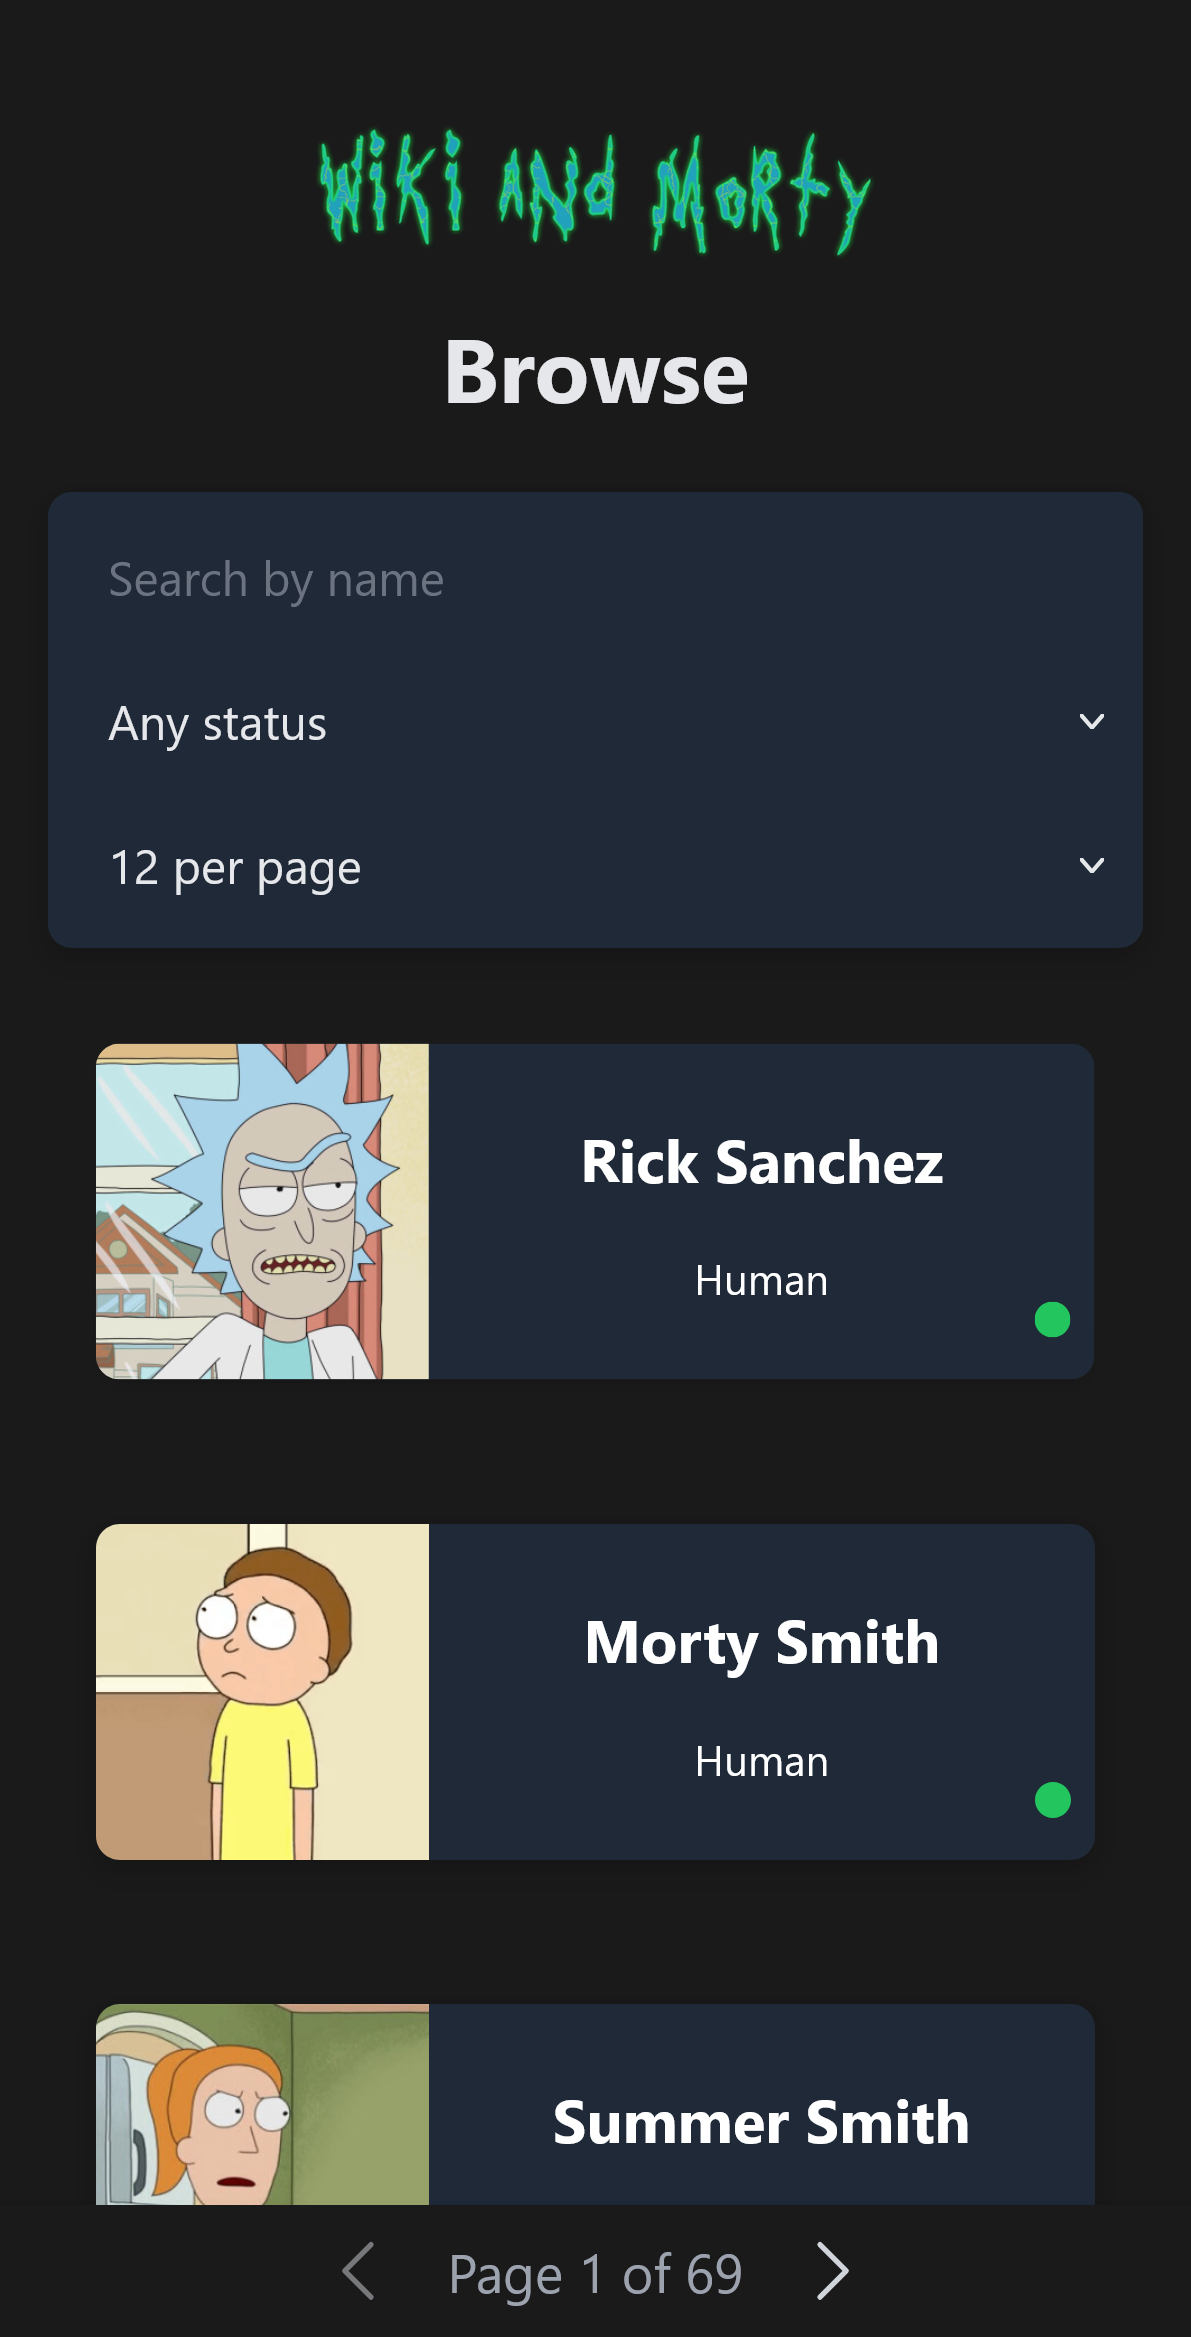 Wiki and Morty
Browse
Search by name
Any status
12 per page
Rick Sanchez
Human
Morty Smith
Human
Summer Smith
Page 1 of 69